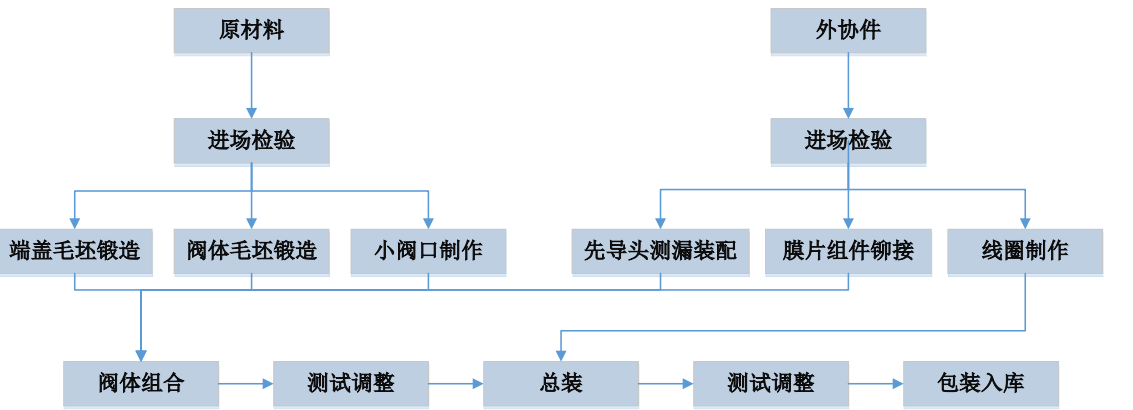 原材料
外协件
进场检验
进场检验
端盖毛坯锻造
阀体毛坯锻造
小阀口制作
先导头测漏装配
膜片组件铆接
线圈制作
阀体组合
测试调整
总装
测试调整
包装入库